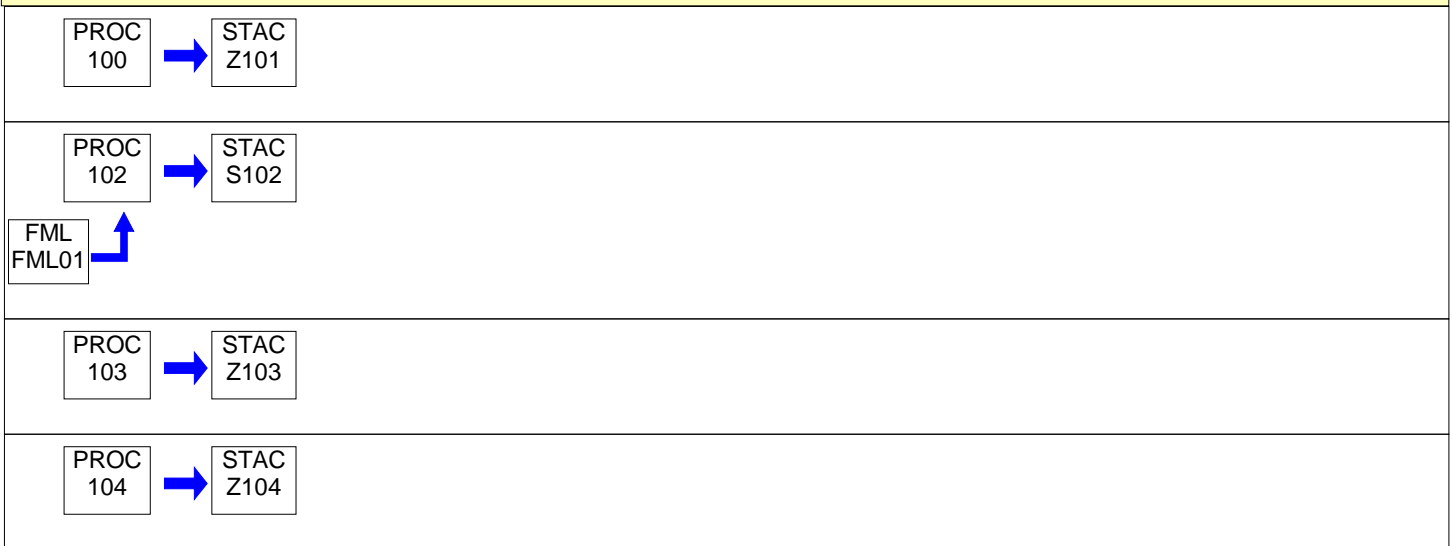 PROC
100
STAC
Z101
PROC
102
STAC
S102
FML
FML01
PROC
103
STAC
Z103
PROC
104
STAC
Z104